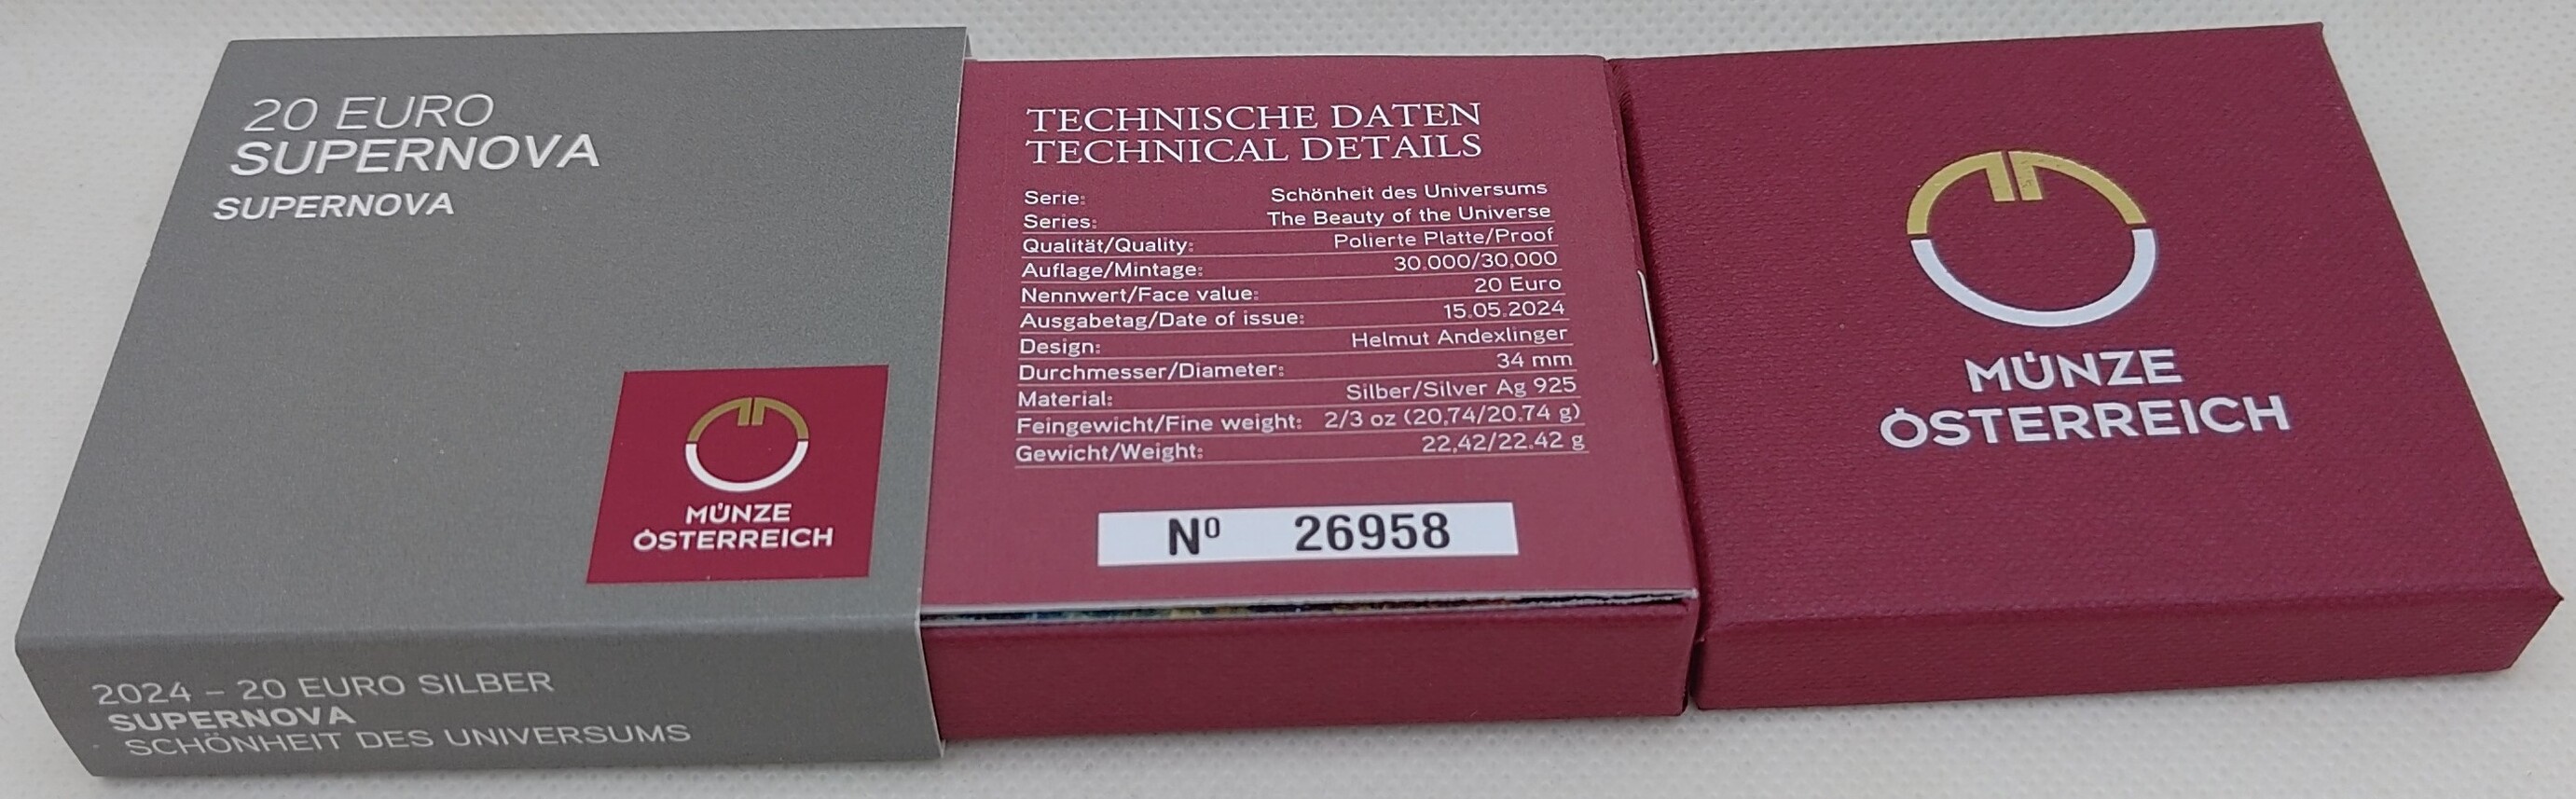 20 EURO
SUPERNOVA
SUPERNOVA
MÜNZE
ÖSTERREICH
2024 – 20 EURO SILBER
SUPERNOVA
SCHÖNHEIT DES UNIVERSUMS
TECHNISCHE DATEN
TECHNICAL DETAILS
Serie: Schönheit des Universums
Series: The Beauty of the Universe
Qualität/Quality: Polierte Platte/Proof
Auflage/Mintage: 30.000/30,000
Nennwert/Face value: 20 Euro
Ausgabetag/Date of issue: 15.05.2024
Design: Helmut Andexlinger
Durchmesser/Diameter: 34 mm
Material: Silber/Silver Ag 925
Feingewicht/Fine weight: 2/3 oz (20,74/20.74 g)
Gewicht/Weight: 22,42/22.42 g
Nº 26958
MÜNZE
ÖSTERREICH